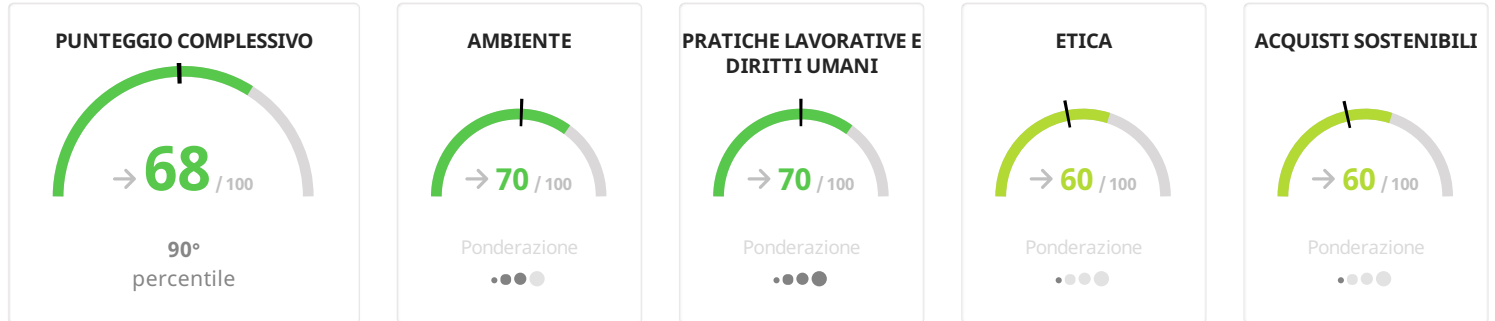 PUNTEGGIO COMPLESSIVO
→ 68 / 100
90°
percentile
AMBIENTE
→ 70 / 100
Ponderazione
PRATICHE LAVORATIVE E
DIRITTI UMANI
→ 70 / 100
Ponderazione
ETICA
→ 60 / 100
Ponderazione
ACQUISTI SOSTENIBILI
→ 60 / 100
Ponderazione